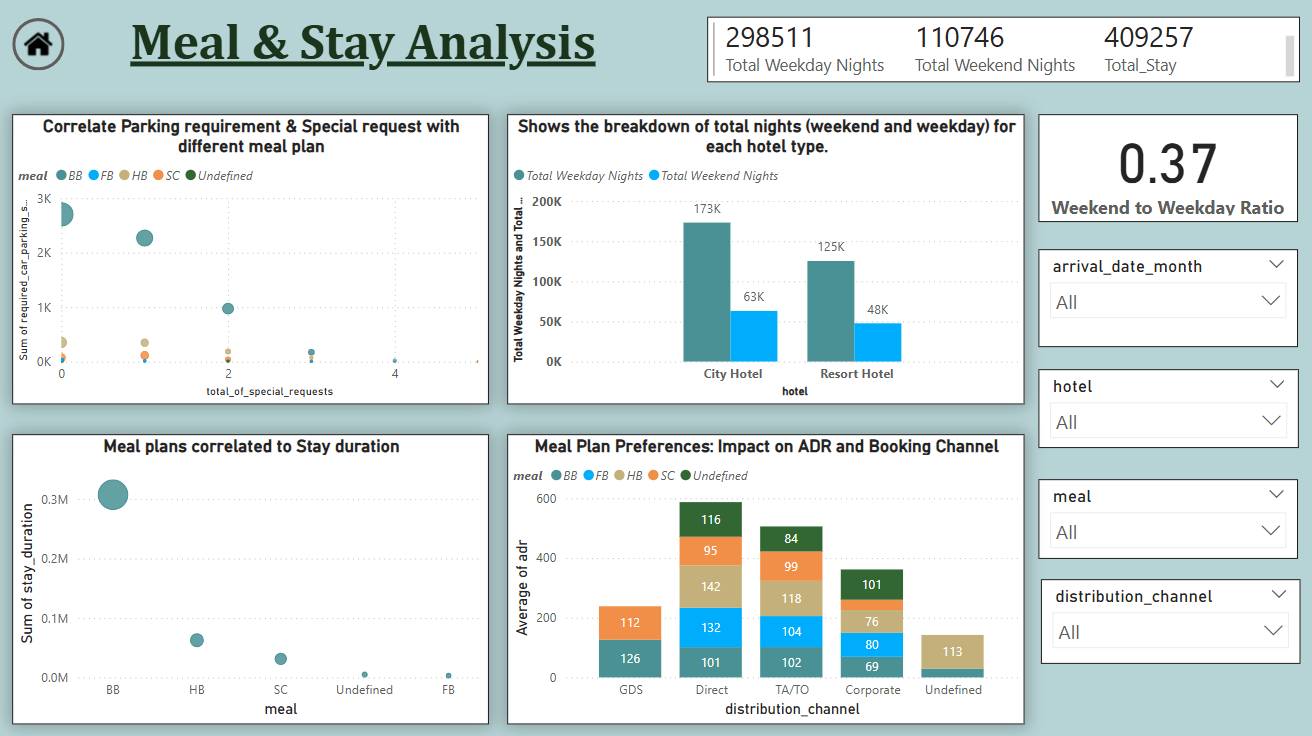 Meal & Stay Analysis
298511
110746
409257
Total Weekday Nights
Total Weekend Nights
Total_Stay
Correlate Parking requirement & Special request with
different meal plan
meal BB FB HB SC Undefined
Sum of required_car_parking_s...
3K
2K
1K
0K
0
2
4
total_of_special_requests
Shows the breakdown of total nights (weekend and weekday) for
each hotel type.
Total Weekday Nights Total Weekend Nights
Total Weekday Nights and Total ...
200K
150K
100K
50K
0K
173K
63K
125K
48K
City Hotel
Resort Hotel
hotel
0.37
Weekend to Weekday Ratio
arrival_date_month
All
hotel
All
meal
All
distribution_channel
All
Meal plans correlated to Stay duration
Sum of stay_duration
0.3M
0.2M
0.1M
0.0M
BB
HB
SC
Undefined
FB
meal
Meal Plan Preferences: Impact on ADR and Booking Channel
meal BB FB HB SC Undefined
Average of adr
600
400
200
0
112
126
116
95
142
132
101
84
99
118
104
102
101
76
80
69
113
GDS
Direct
TA/TO
Corporate
Undefined
distribution_channel